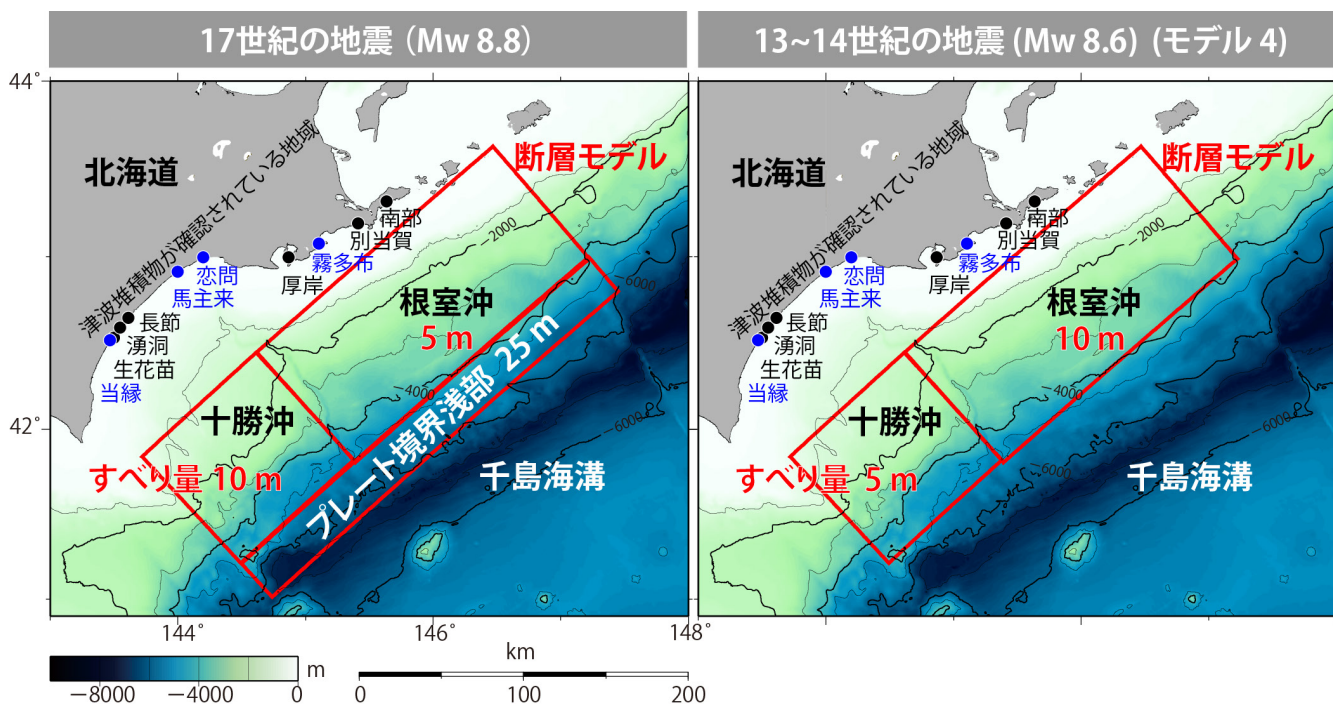 17世紀の地震（Mw 8.8）
13~14世紀の地震 (Mw 8.6) (モデル 4)
44°
42°
北海道
津波堆積物が確認されている地域
断層モデル
南部
別当賀
霧多布
厚岸
恋問
馬主来
長節
湧洞
生花苗
当縁
−2000
−6000
−4000
−6000
根室沖
5 m
プレート境界浅部 25 m
十勝沖
すべり量 10 m
千島海溝
144°
146°
148°
北海道
津波堆積物が確認されている地域
断層モデル
南部
別当賀
霧多布
厚岸
恋問
馬主来
長節
湧洞
生花苗
当縁
−2000
−6000
−4000
−6000
−6000
根室沖
10 m
十勝沖
すべり量 5 m
千島海溝
m
−8000
−4000
0
km
0
100
200